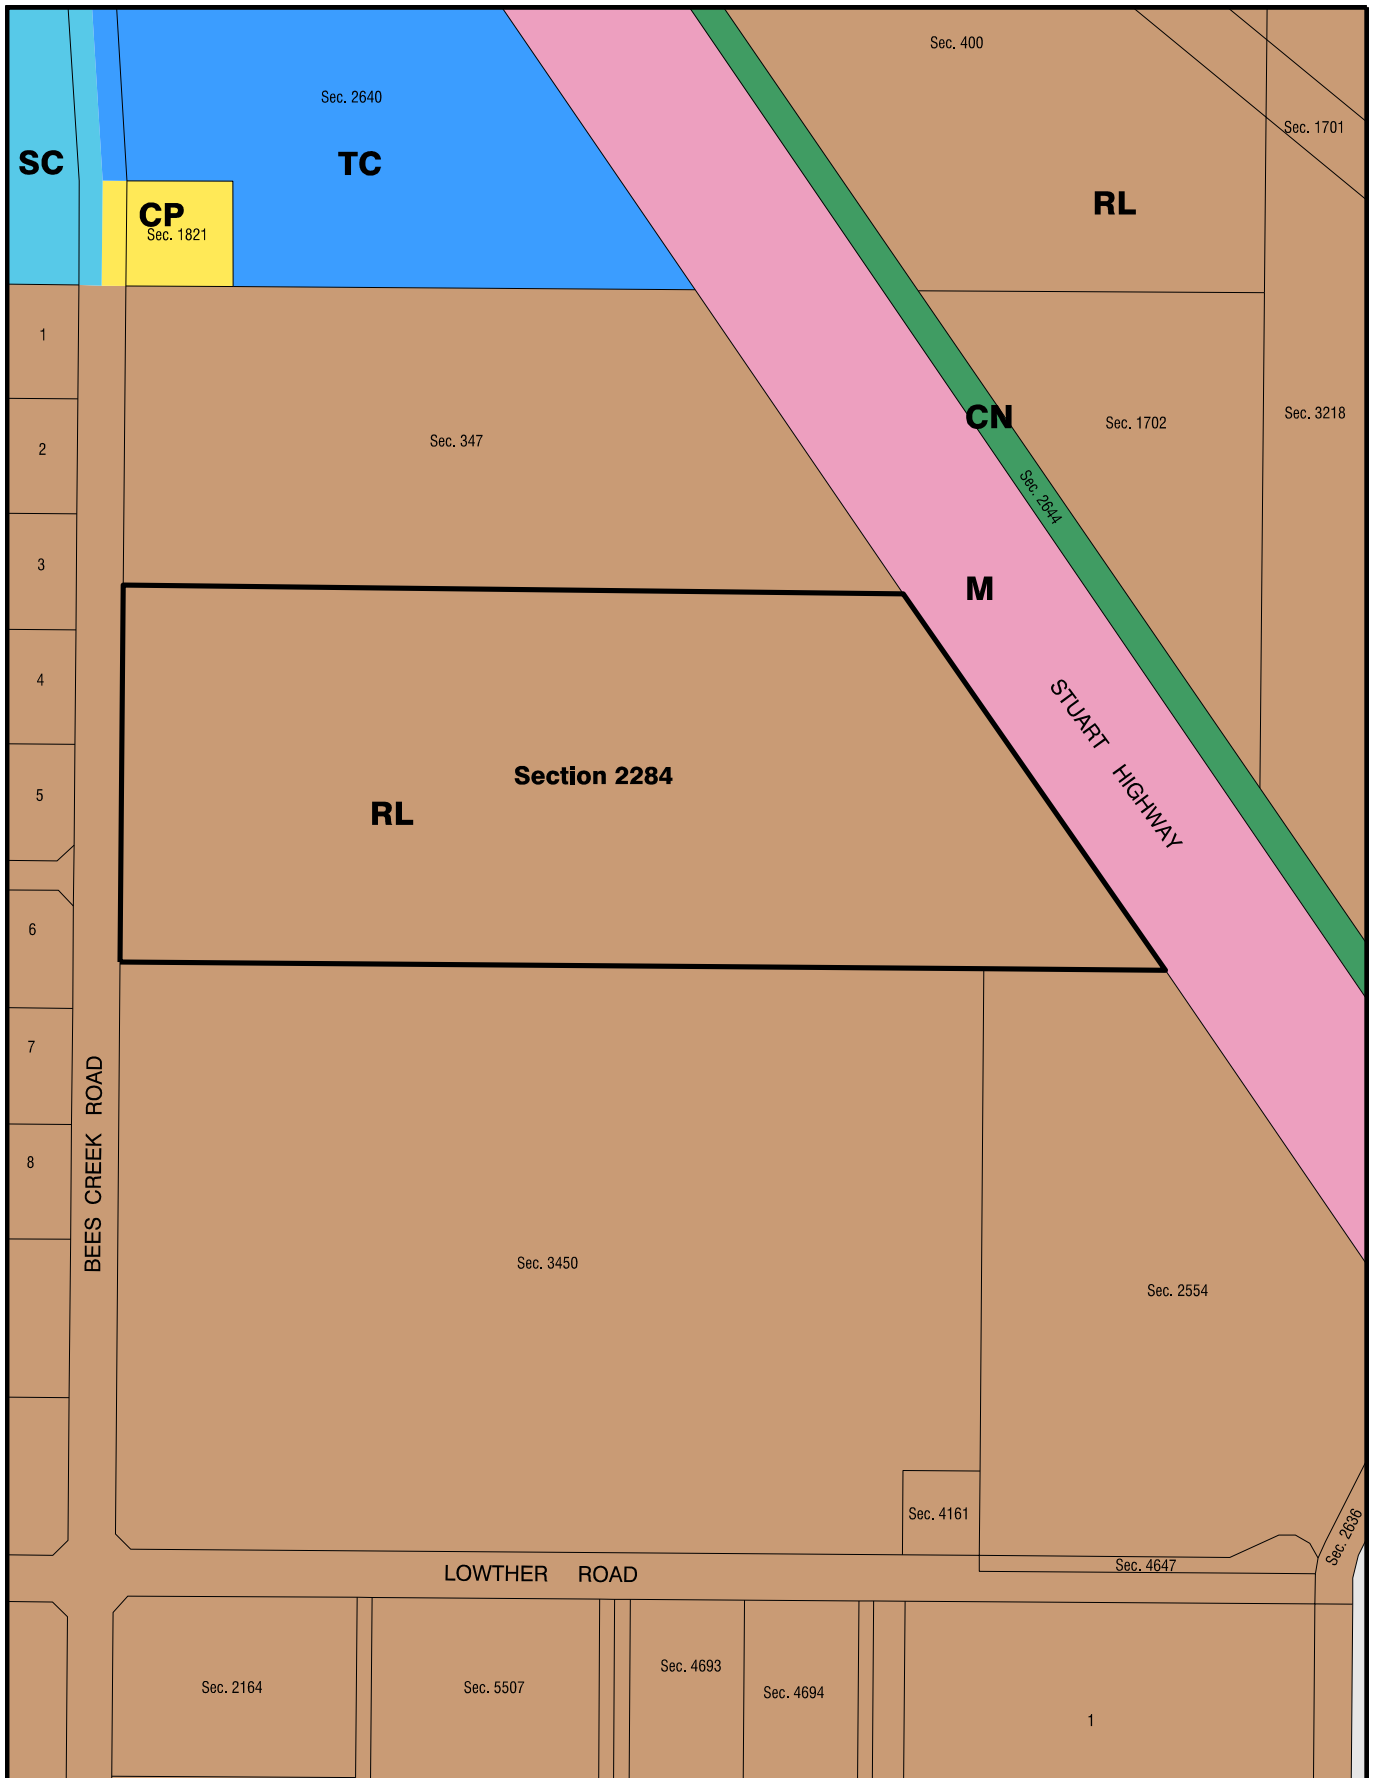 Sec. 400
Sec. 2640
Sec. 1701
SC
TC
RL
CP
Sec. 1821
1
2
Sec. 347
CN
Sec. 1702
Sec. 3218
Sec. 2644
3
M
4
STUART HIGHWAY
5
Section 2284
RL
6
7
8
BEES CREEK ROAD
Sec. 3450
Sec. 2554
Sec. 4161
Sec. 2636
Sec. 4647
LOWTHER ROAD
Sec. 2164
Sec. 5507
Sec. 4693
Sec. 4694
1